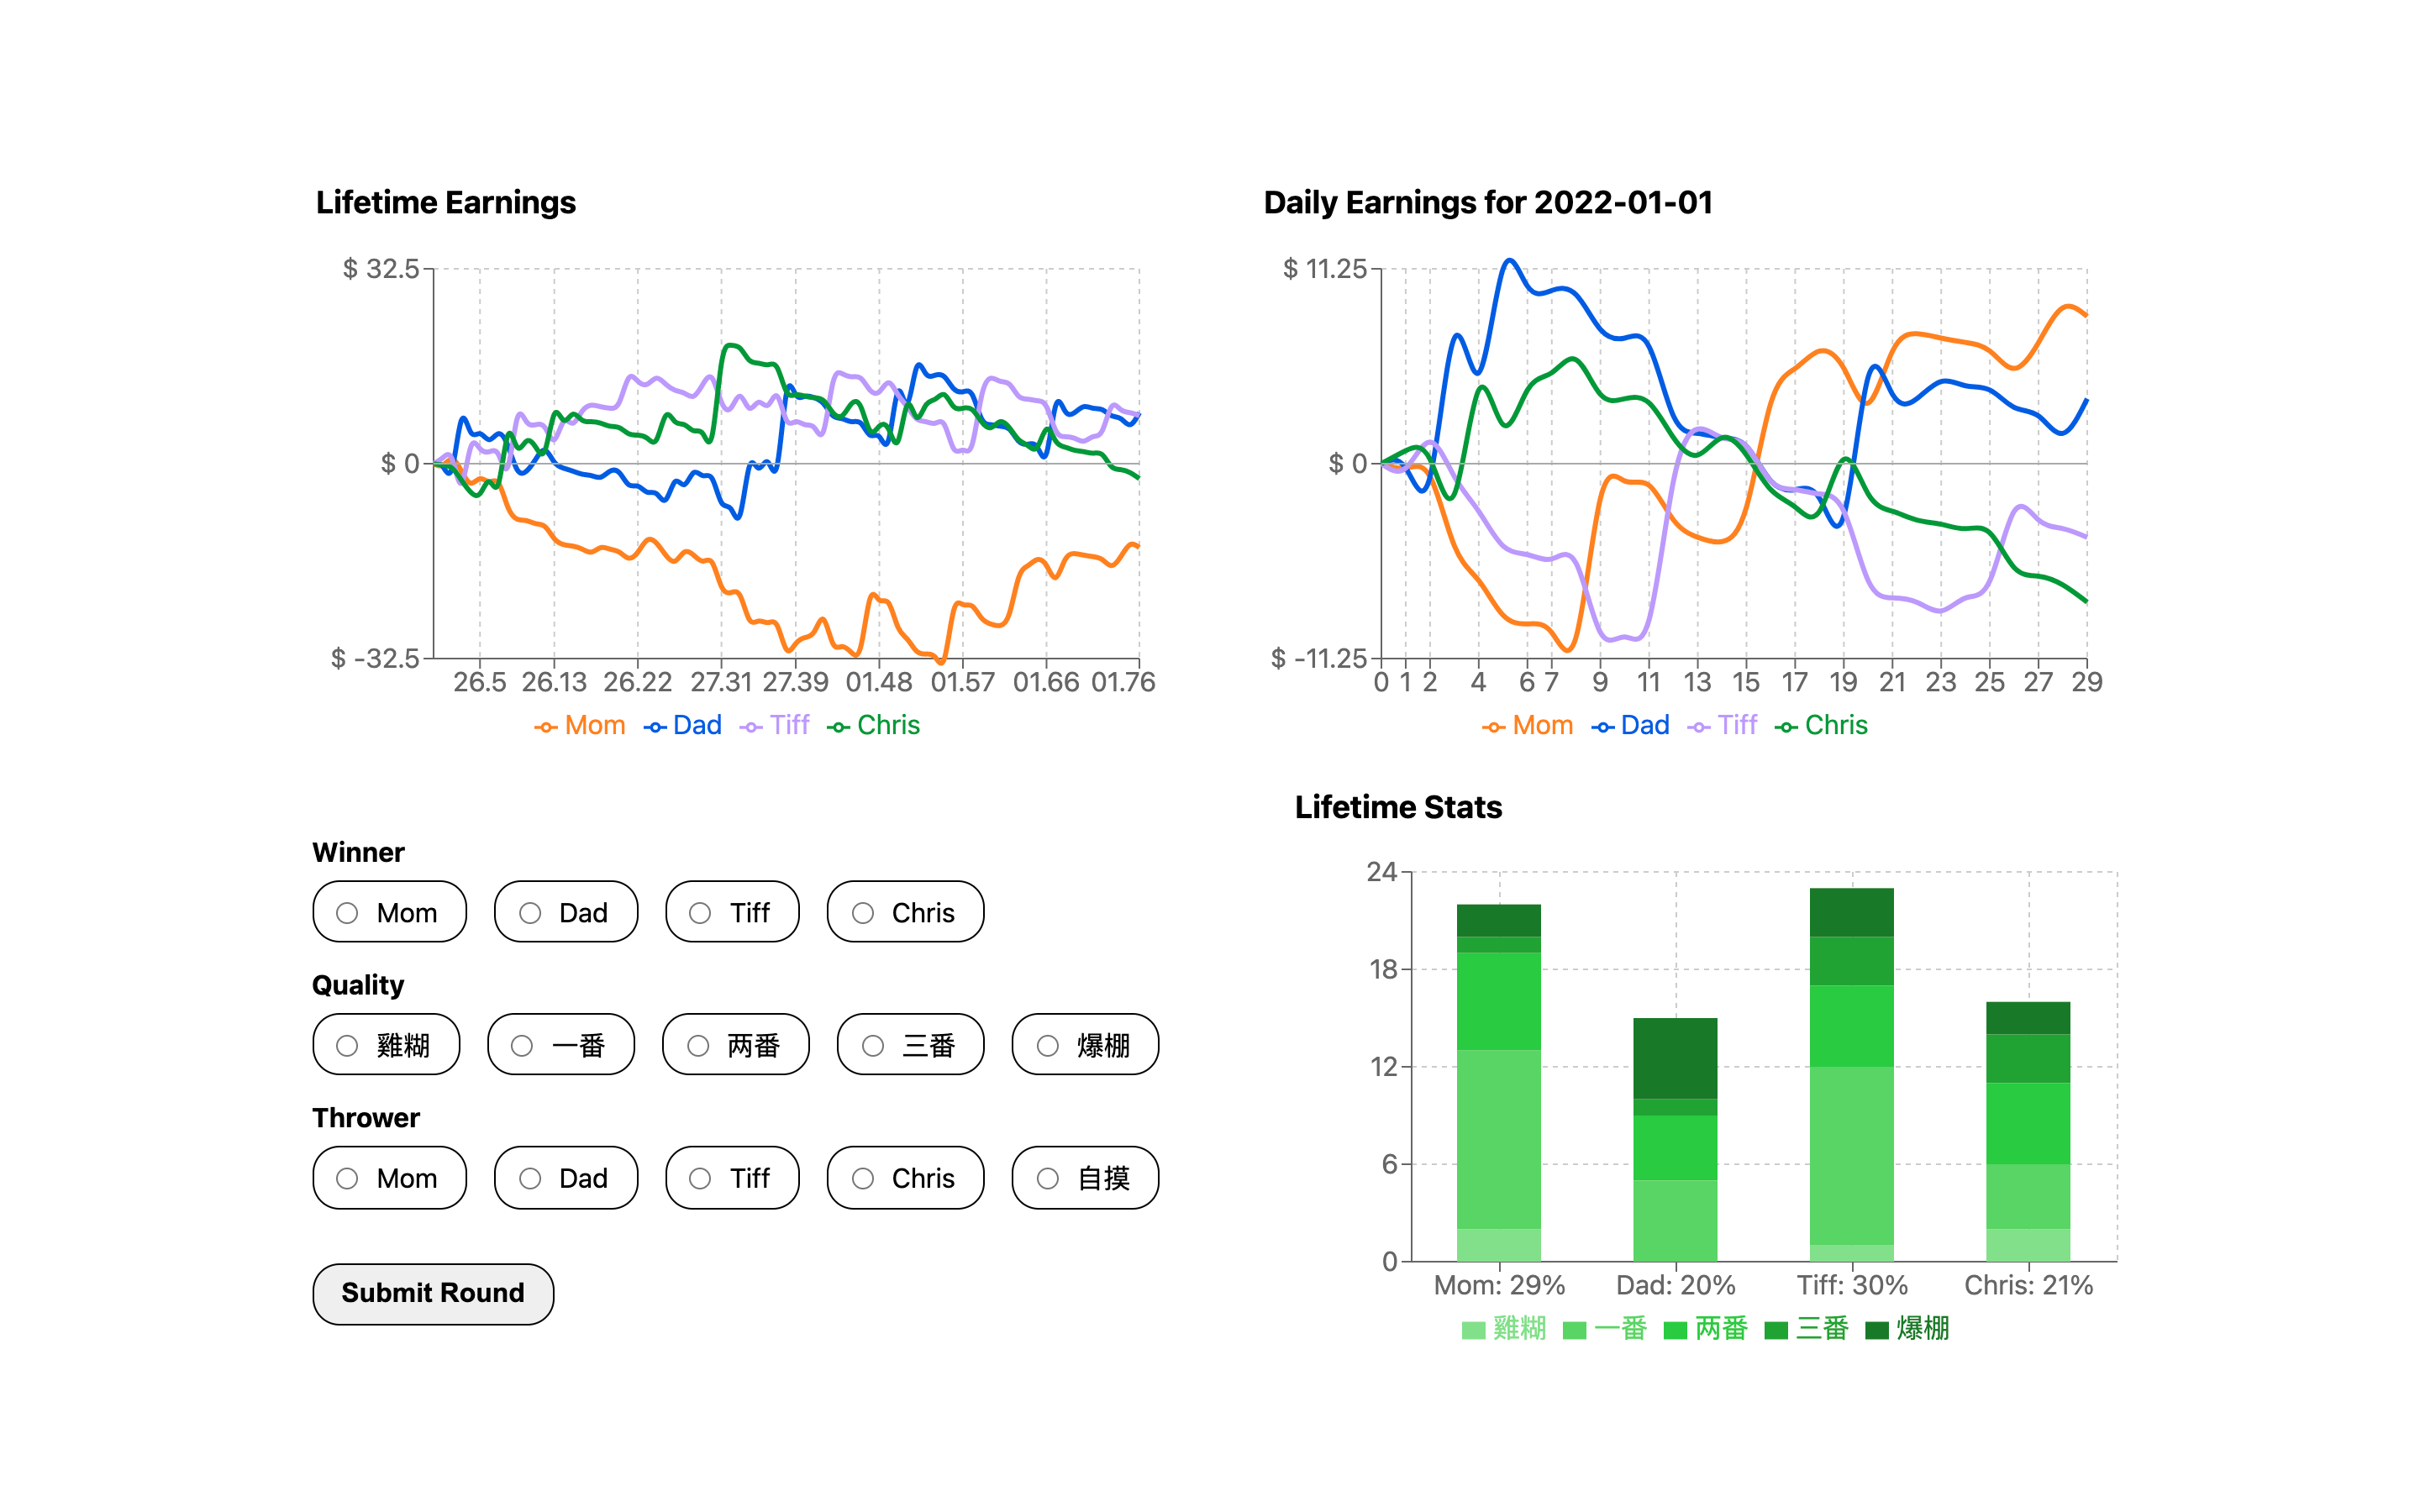 Lifetime Earnings
$ 32.5
$ 0
$ -32.5
26.5 26.13 26.22 27.31 27.39 01.48 01.57 01.66 01.76
Mom Dad Tiff Chris
Daily Earnings for 2022-01-01
$ 11.25
$ 0
$ -11.25
0 1 2 4 6 7 9 11 13 15 17 19 21 23 25 27 29
Mom Dad Tiff Chris
Winner
Mom Dad Tiff Chris
Quality
雞糊 一番 两番 三番 爆棚
Thrower
Mom Dad Tiff Chris 自摸
Submit Round
Lifetime Stats
24
18
12
6
0
Mom: 29% Dad: 20% Tiff: 30% Chris: 21%
雞糊 一番 两番 三番 爆棚